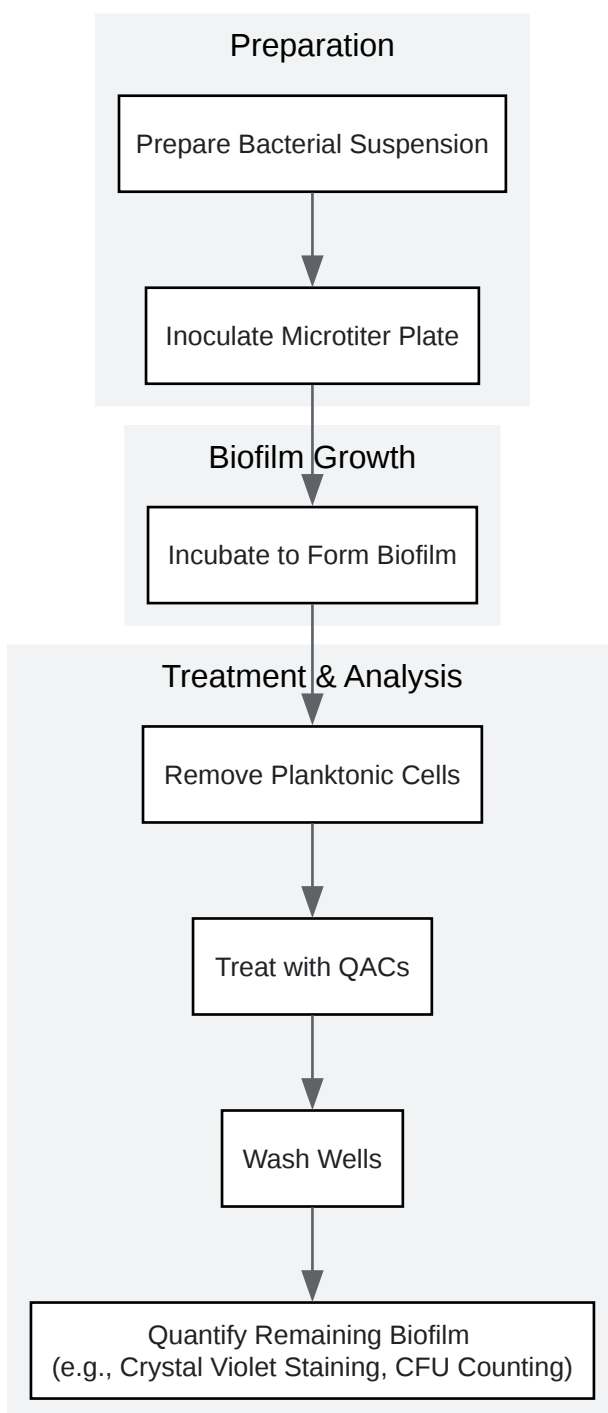 Preparation
Prepare Bacterial Suspension
Inoculate Microtiter Plate
Biofilm Growth
Incubate to Form Biofilm
Treatment & Analysis
Remove Planktonic Cells
Treat with QACs
Wash Wells
Quantify Remaining Biofilm
(e.g., Crystal Violet Staining, CFU Counting)